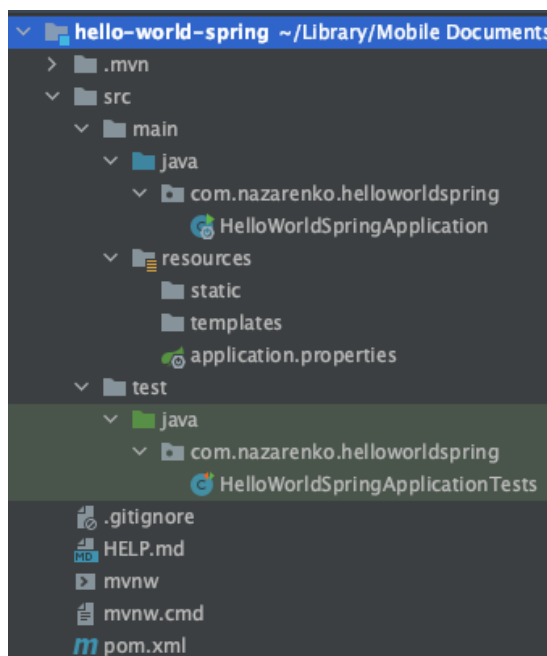 hello-world-spring ~/Library/Mobile Documents
.mvn
src
main
java
com.nazarenko.helloworldspring
HelloWorldSpringApplication
resources
static
templates
application.properties
test
java
com.nazarenko.helloworldspring
HelloWorldSpringApplicationTests
.gitignore
HELP.md
mvnw
mvnw.cmd
pom.xml